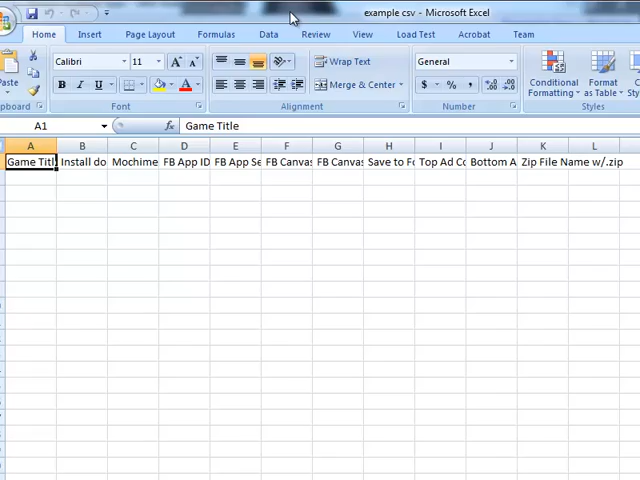 example csv - Microsoft Excel
Home Insert Page Layout Formulas Data Review View Load Test Acrobat Team
Paste Calibri 11 A A Wrap Text General Conditional Format
B I U A Merge & Center $ % , Formatting as Table
Font Alignment Number Styles
A1 fx Game Title
A B C D E F G H I J K L
Game Titl Install do Mochime FB App ID FB App Se FB Canvas FB Canvas Save to Fo Top Ad Co Bottom A Zip File Name w/.zip